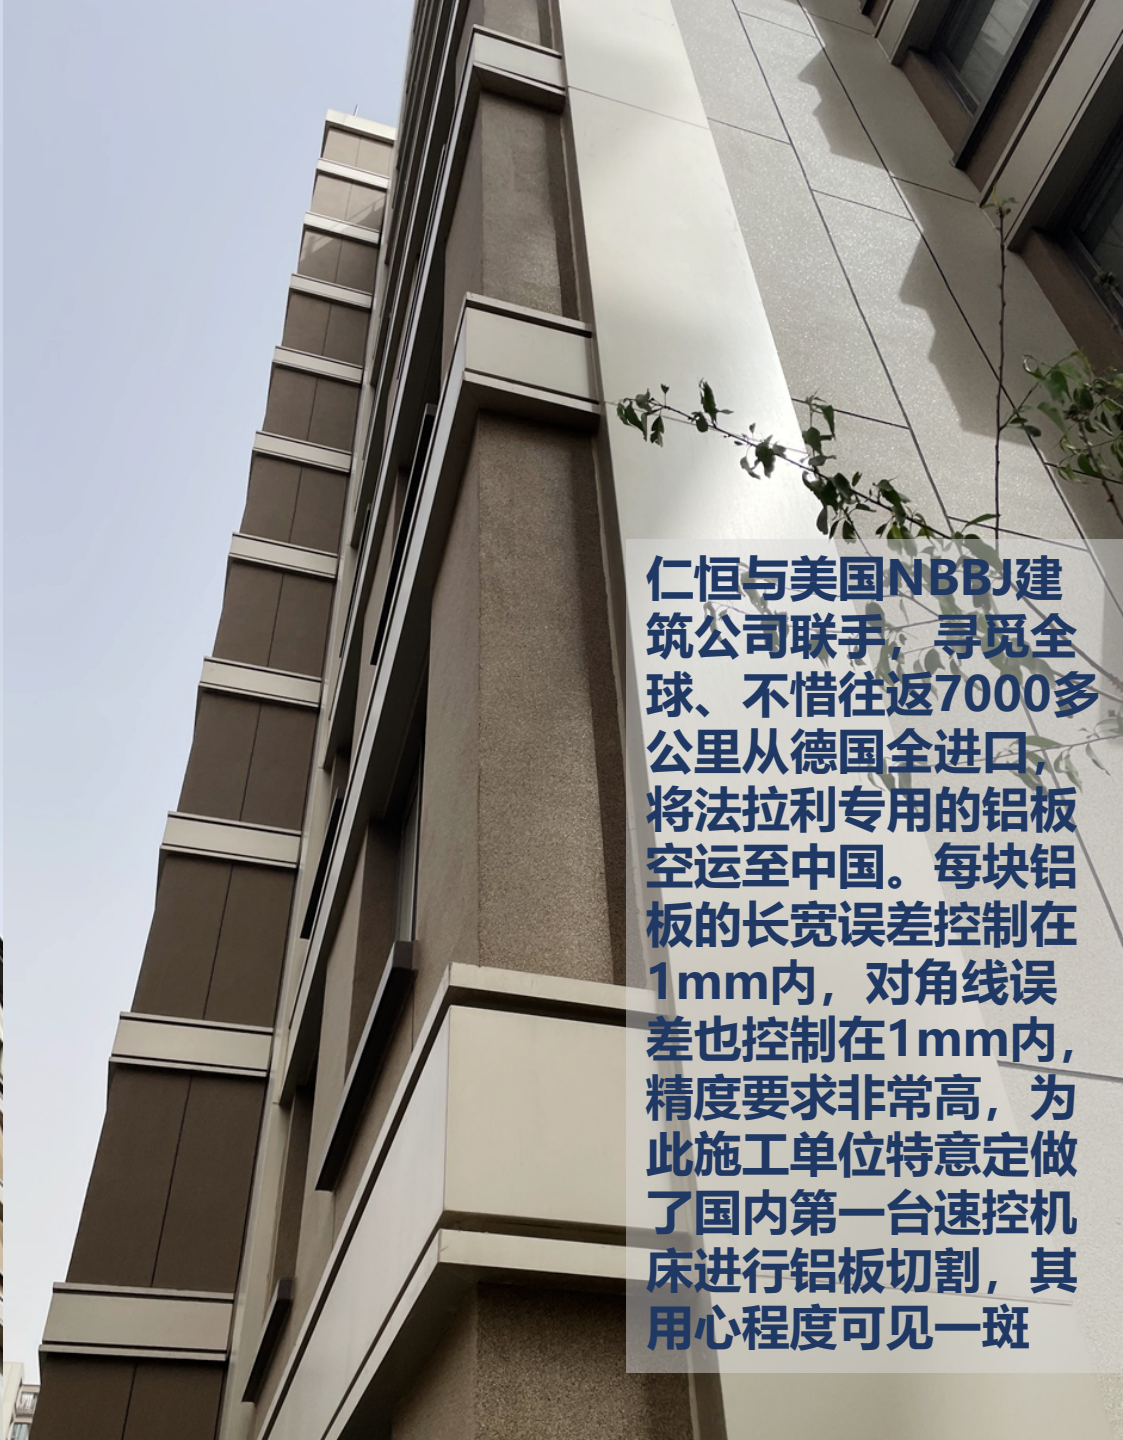 仁恒与美国NBBJ建
筑公司联手，寻觅全
球、不惜往返7000多
公里从德国全进口，
将法拉利专用的铝板
空运至中国。每块铝
板的长宽误差控制在
1mm内，对角线误
差也控制在1mm内，
精度要求非常高，为
此施工单位特意定做
了国内第一台速控机
床进行铝板切割，其
用心程度可见一斑